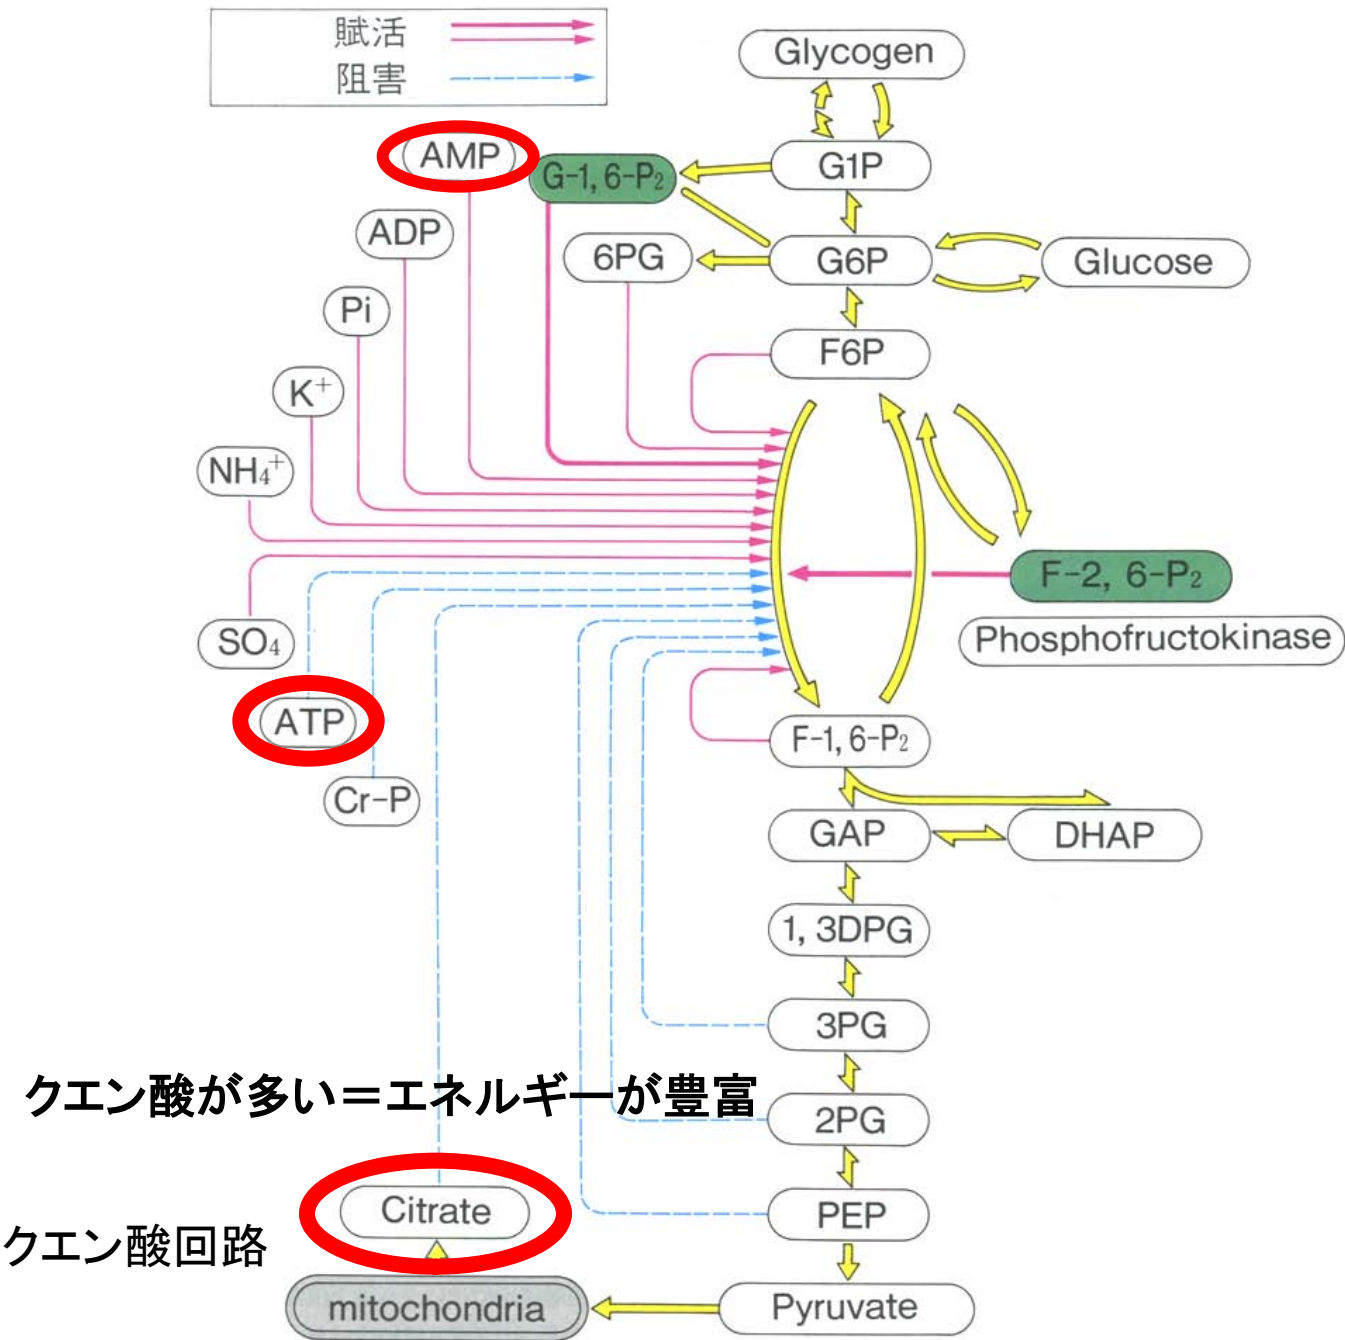 賦活
阻害
Glycogen
AMP
G-1, 6-P₂
G1P
ADP
6PG
G6P
Glucose
Pi
F6P
K⁺
NH₄⁺
F-2, 6-P₂
SO₄
Phosphofructokinase
ATP
F-1, 6-P₂
Cr-P
GAP
DHAP
1, 3DPG
3PG
クエン酸が多い＝エネルギーが豊富
2PG
Citrate
PEP
クエン酸回路
mitochondria
Pyruvate